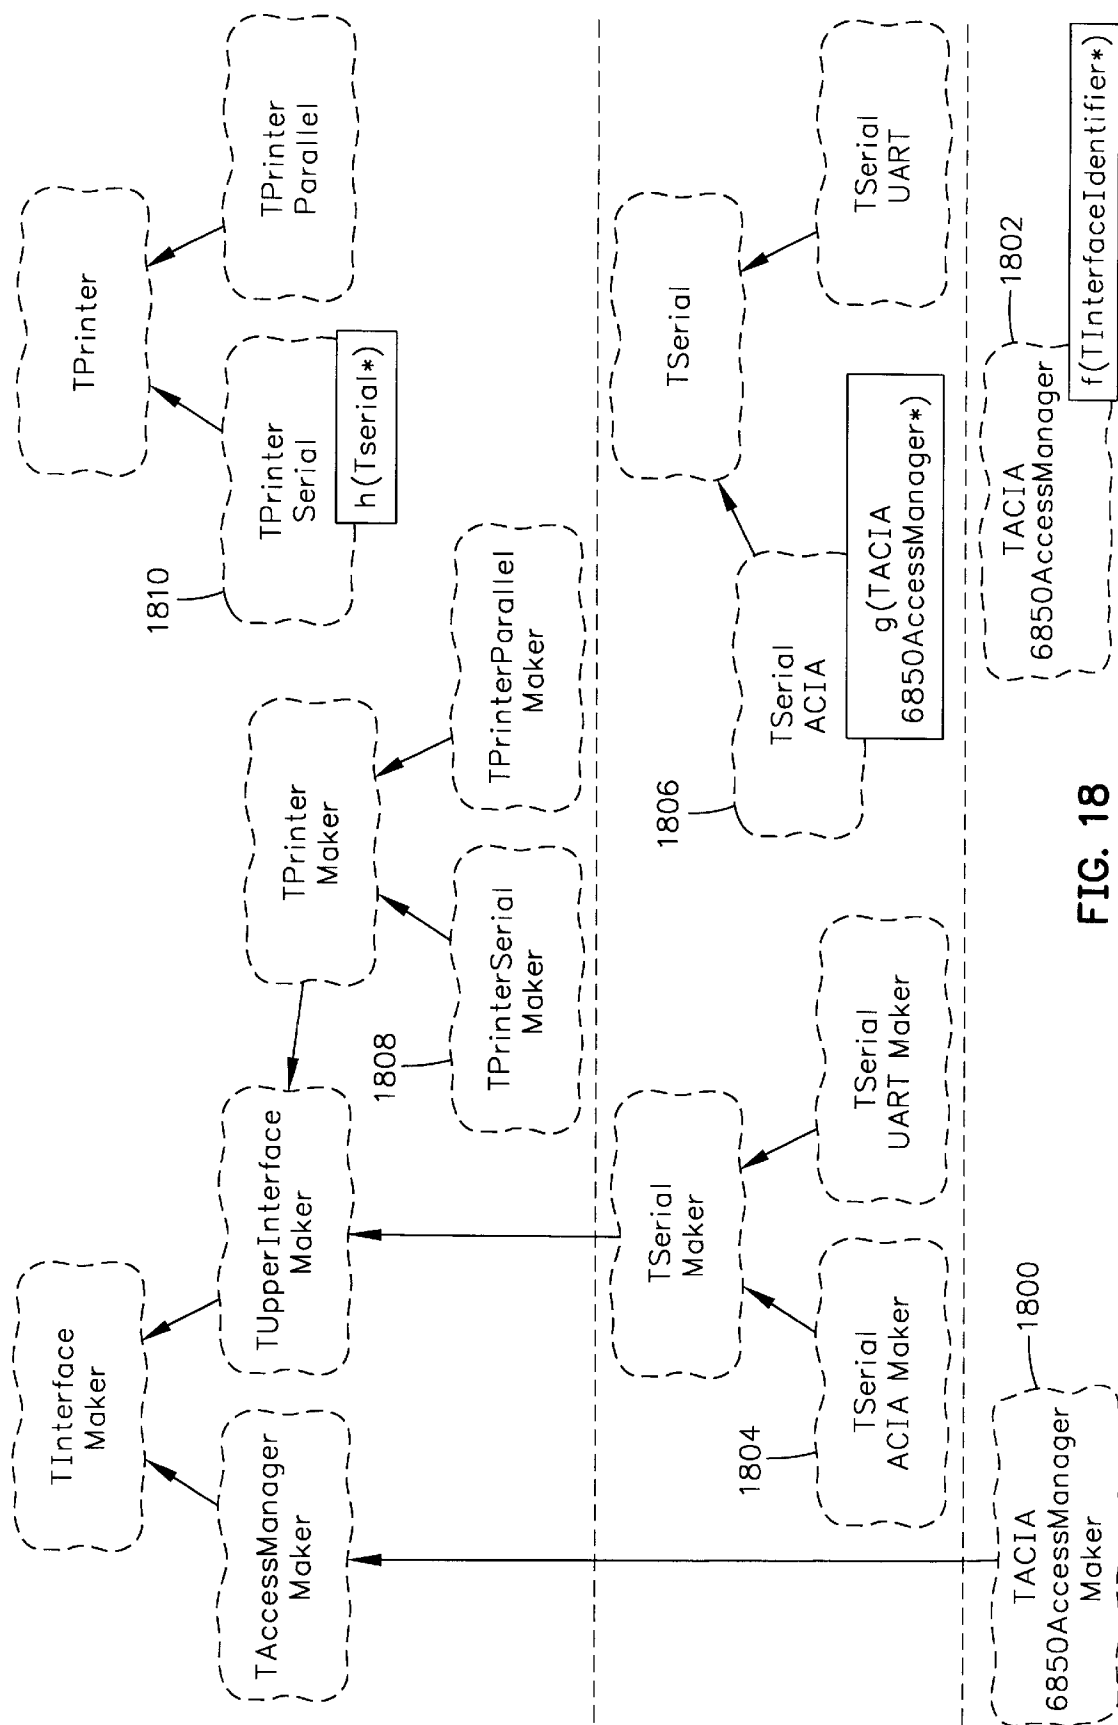 TInterface
Maker
TAccessManager
Maker
TUpperInterface
Maker
TPrinter
Maker
1808
TPrinterSerial
Maker
TPrinterParallel
Maker
TPrinter
1810
TPrinter
Serial
h(Tserial*)
TPrinter
Parallel
TSerial
Maker
1804
TSerial
ACIA Maker
TSerial
UART Maker
TSerial
1806
TSerial
ACIA
g(TACIA
6850AccessManager*)
TSerial
UART
1800
TACIA
6850AccessManager
Maker
1802
TACIA
6850AccessManager
f(TInterfaceIdentifier*)
FIG. 18